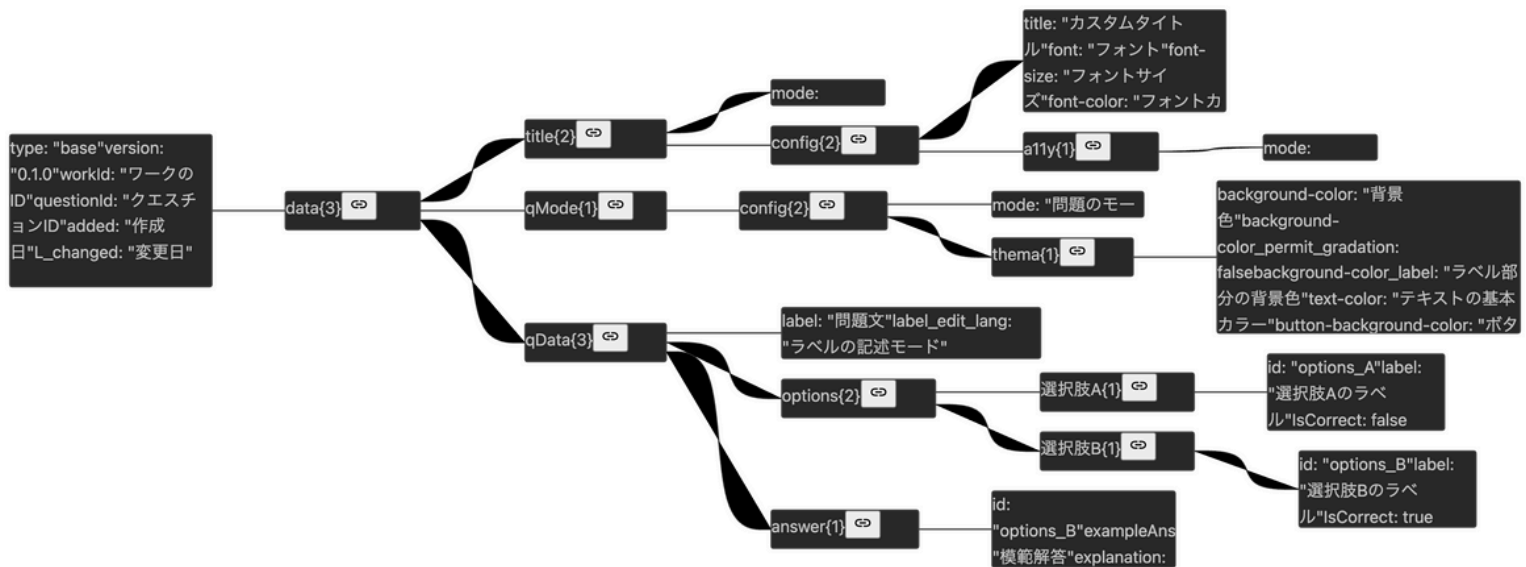 type: "base"version:
"0.1.0"workId: "ワークの
ID"questionId: "クエスチ
ョンID"added: "作成
日"L_changed: "変更日"
data{3}
title{2}
mode:
config{2}
title: "カスタムタイト
ル"font: "フォント"font-
size: "フォントサイ
ズ"font-color: "フォントカ
a11y{1}
mode:
qMode{1}
config{2}
mode: "問題のモー
thema{1}
background-color: "背景
色"background-
color_permit_gradation:
falsebackground-color_label: "ラベル部
分の背景色"text-color: "テキストの基本
カラー"button-background-color: "ボタ
qData{3}
label: "問題文"label_edit_lang:
"ラベルの記述モード"
options{2}
選択肢A{1}
id: "options_A"label:
"選択肢Aのラベ
ル"IsCorrect: false
選択肢B{1}
id: "options_B"label:
"選択肢Bのラベ
ル"IsCorrect: true
answer{1}
id:
"options_B"exampleAns
"模範解答"explanation: